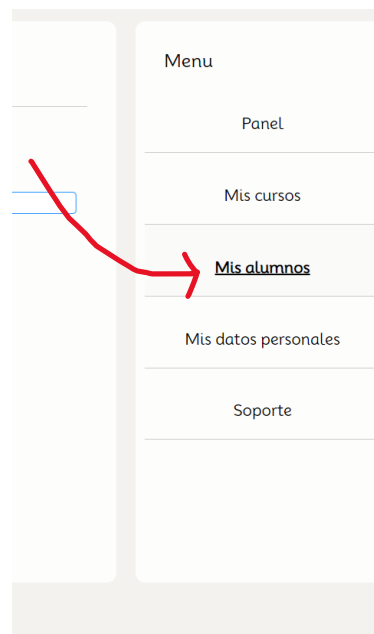 Menu
Panel
Mis cursos
Mis alumnos
Mis datos personales
Soporte